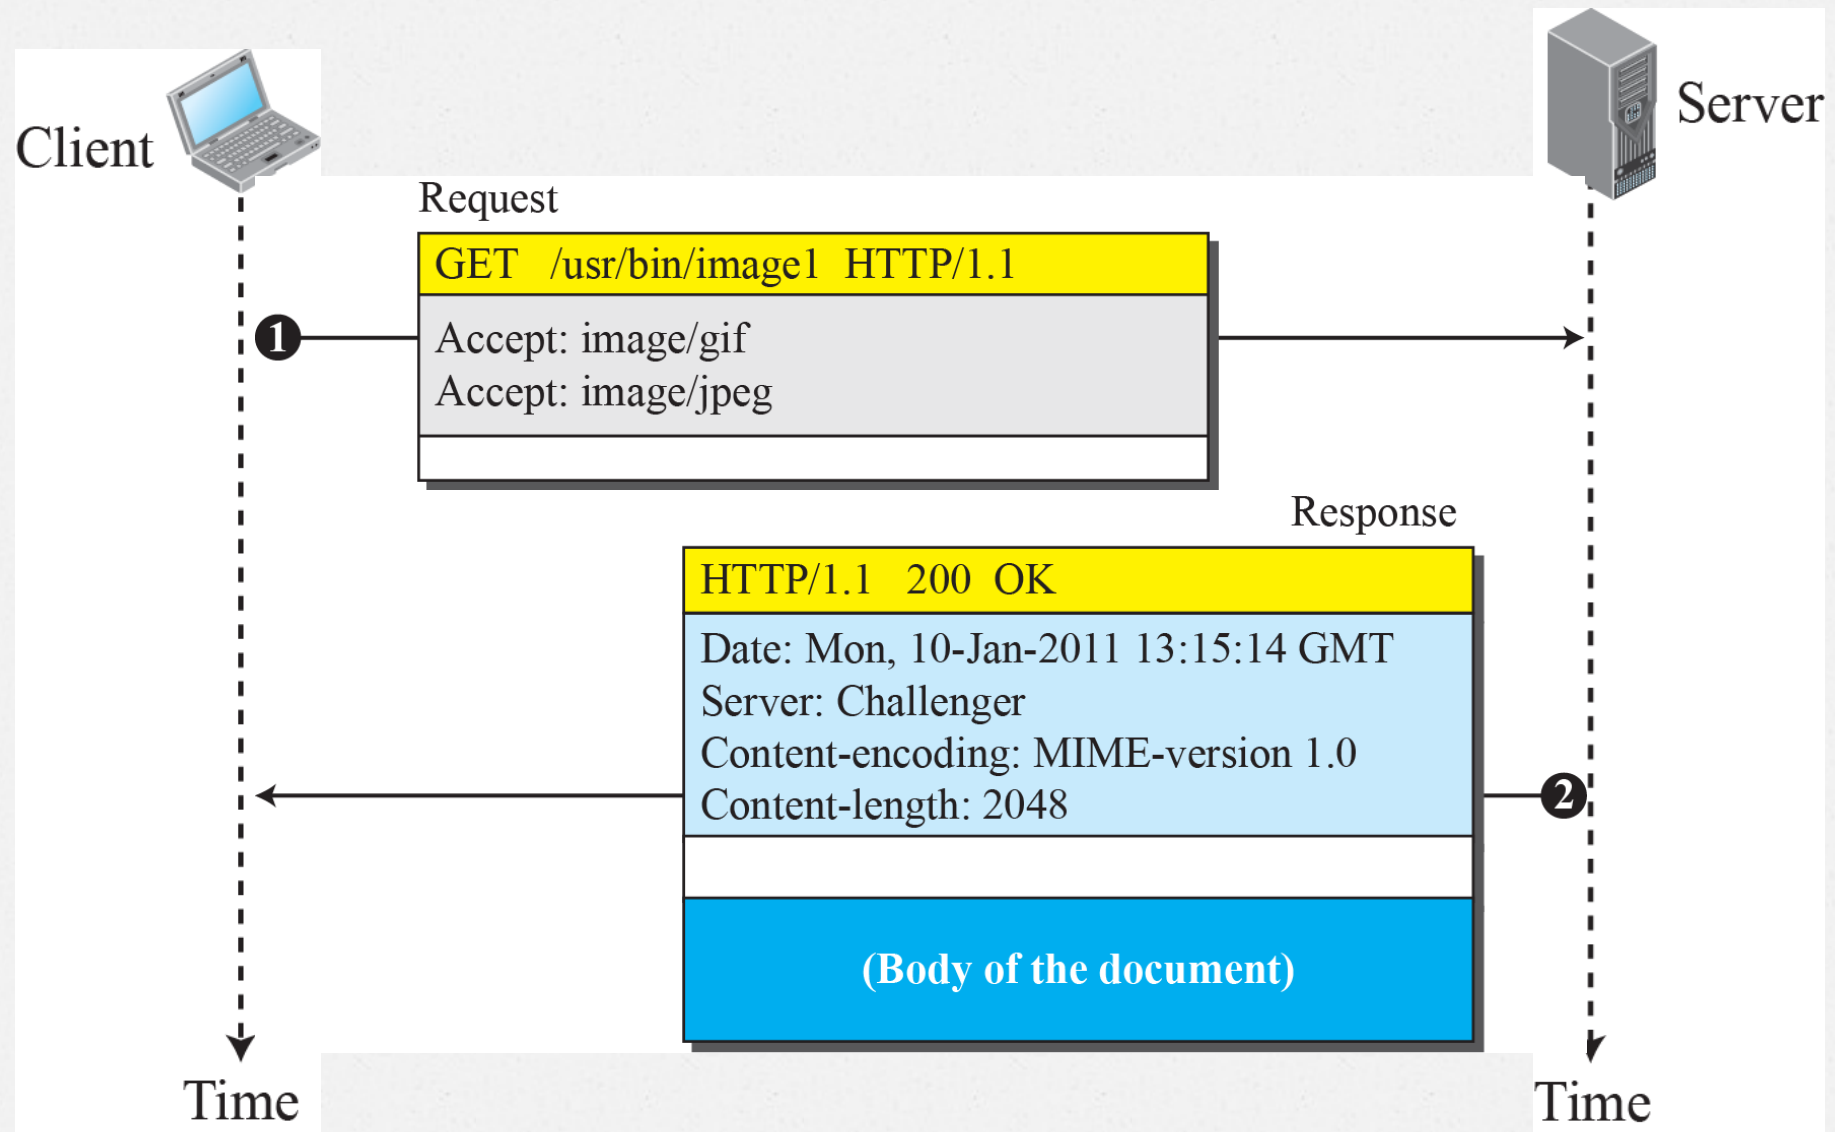 Client
Server
Request
GET /usr/bin/image1 HTTP/1.1
1
Accept: image/gif
Accept: image/jpeg
Response
HTTP/1.1 200 OK
Date: Mon, 10-Jan-2011 13:15:14 GMT
Server: Challenger
Content-encoding: MIME-version 1.0
Content-length: 2048
2
(Body of the document)
Time
Time